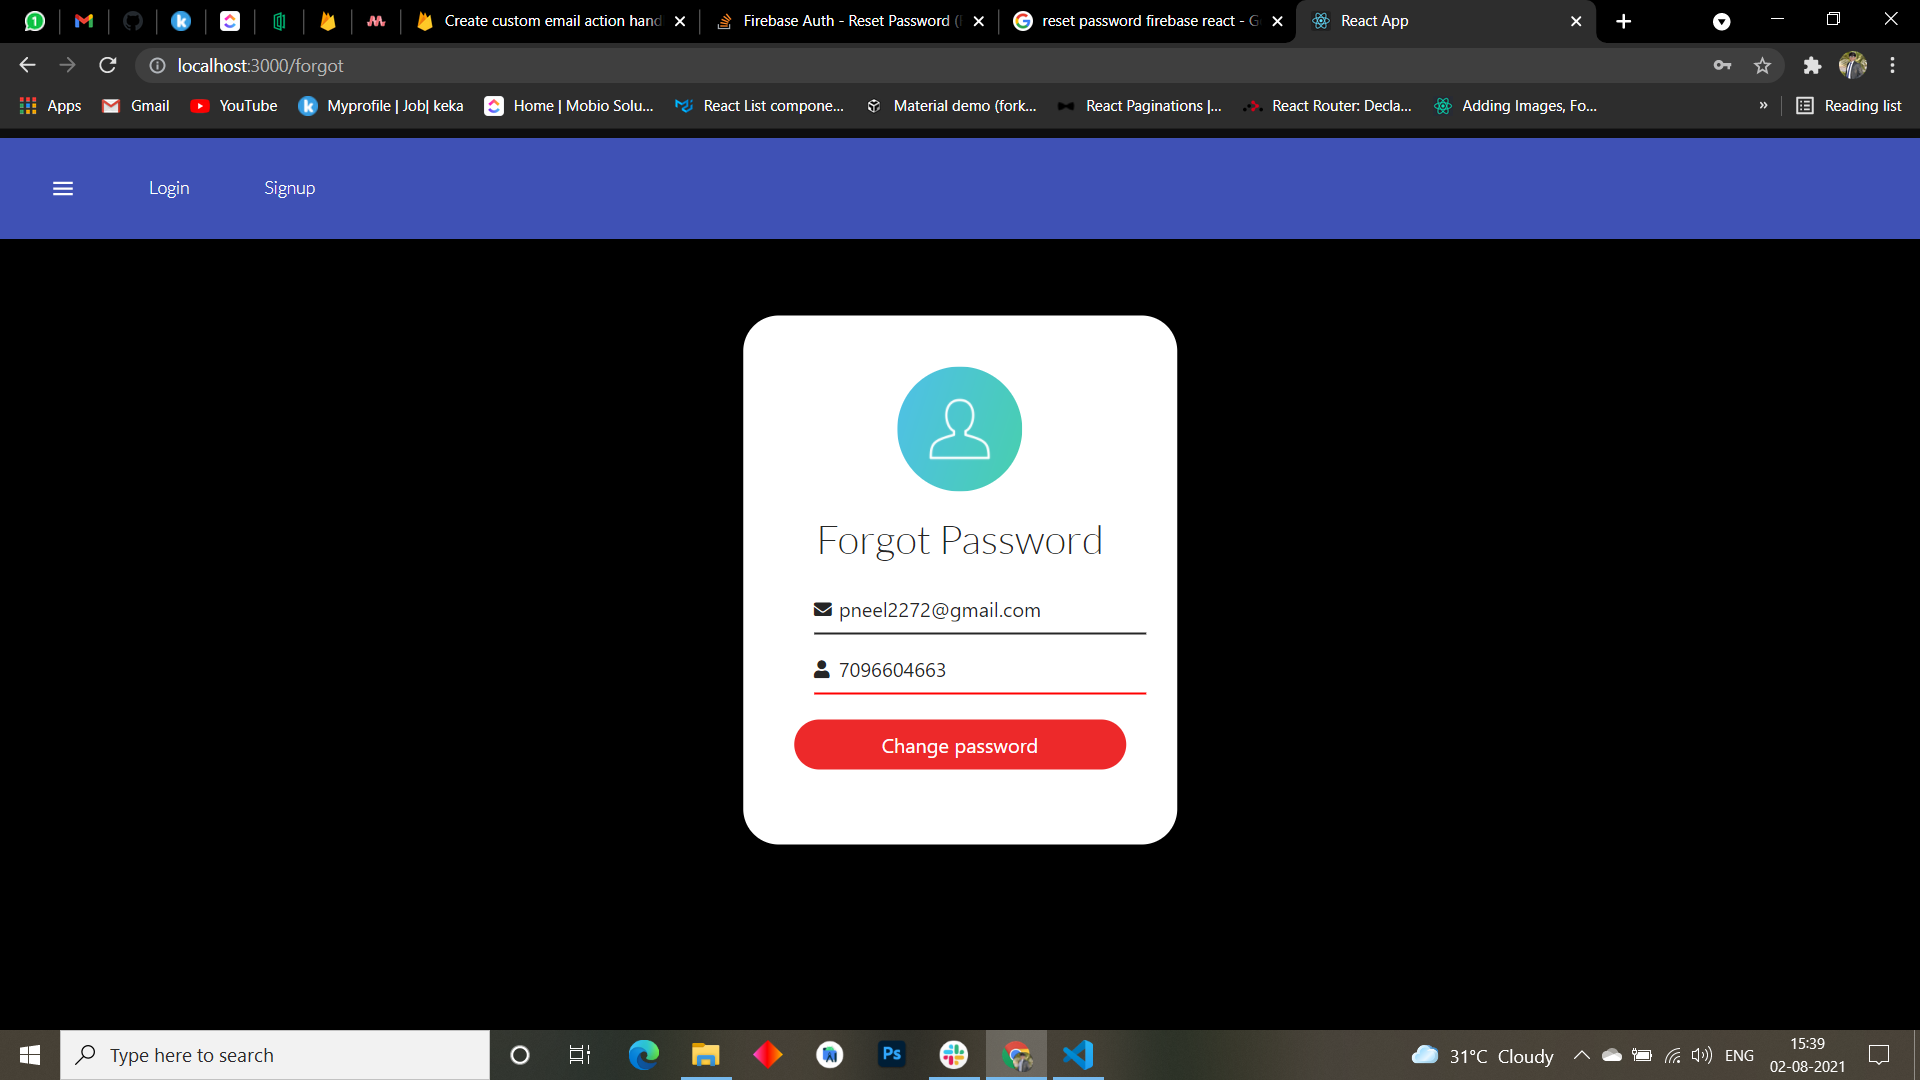 Create custom email action hand
Firebase Auth - Reset Password (
reset password firebase react - G
React App
localhost:3000/forgot
Apps
Gmail
YouTube
Myprofile | Job| keka
Home | Mobio Solu...
React List compone...
Material demo (fork...
React Paginations |...
React Router: Decla...
Adding Images, Fo...
»
Reading list
Login
Signup
Forgot Password
pneel2272@gmail.com
7096604663
Change password
Type here to search
Ps
31°C Cloudy
ENG
15:39
02-08-2021